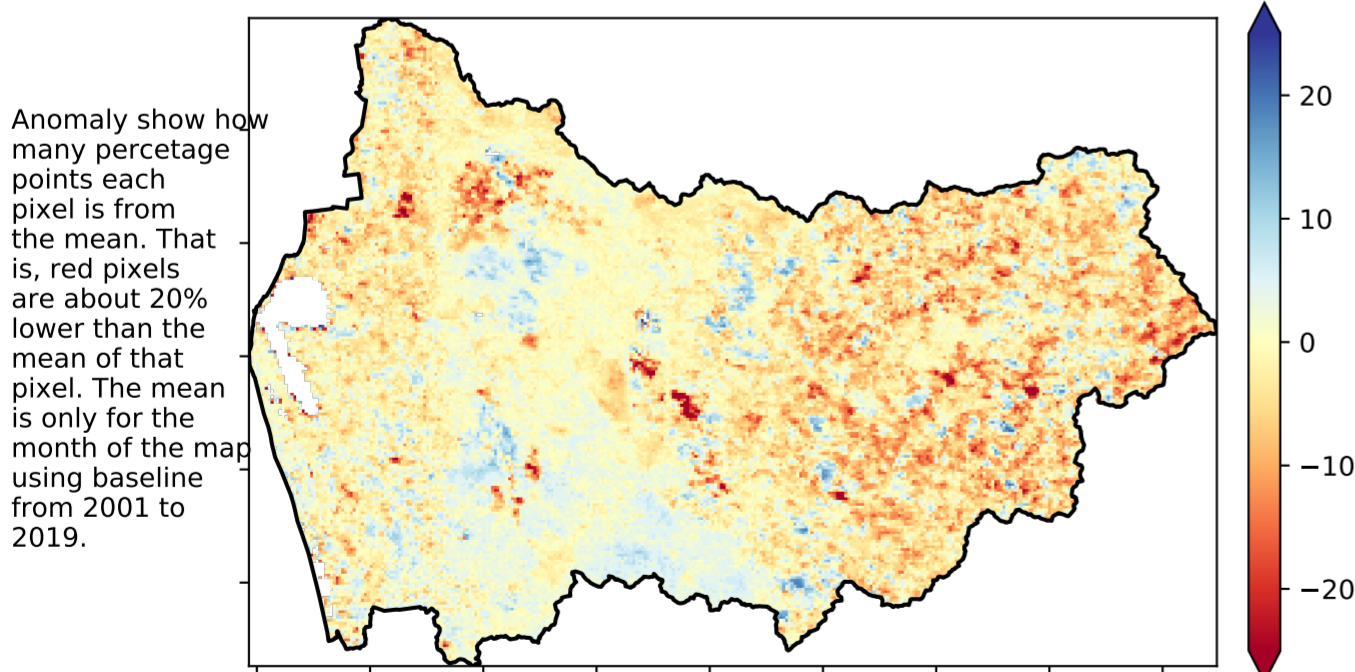 Anomaly show how
many percetage
points each
pixel is from
the mean. That
is, red pixels
are about 20%
lower than the
mean of that
pixel. The mean
is only for the
month of the map
using baseline
from 2001 to
2019.
20
10
0
−10
−20